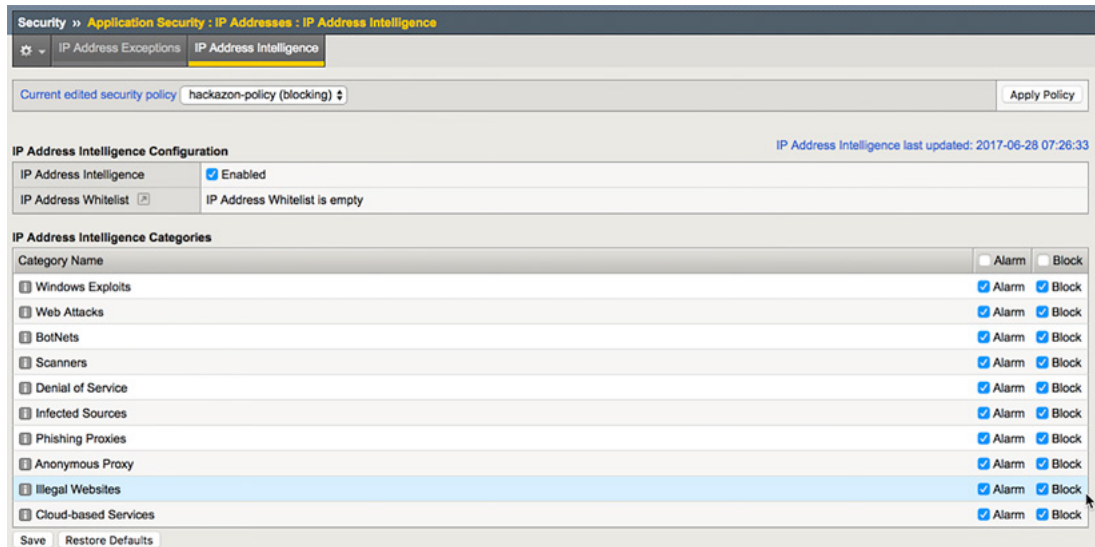 Security » Application Security : IP Addresses : IP Address Intelligence
IP Address Exceptions IP Address Intelligence
Current edited security policy hackazon-policy (blocking) Apply Policy
IP Address Intelligence last updated: 2017-06-28 07:26:33
IP Address Intelligence Configuration
IP Address Intelligence Enabled
IP Address Whitelist IP Address Whitelist is empty
IP Address Intelligence Categories
Category Name Alarm Block
Windows Exploits Alarm Block
Web Attacks Alarm Block
BotNets Alarm Block
Scanners Alarm Block
Denial of Service Alarm Block
Infected Sources Alarm Block
Phishing Proxies Alarm Block
Anonymous Proxy Alarm Block
Illegal Websites Alarm Block
Cloud-based Services Alarm Block
Save Restore Defaults